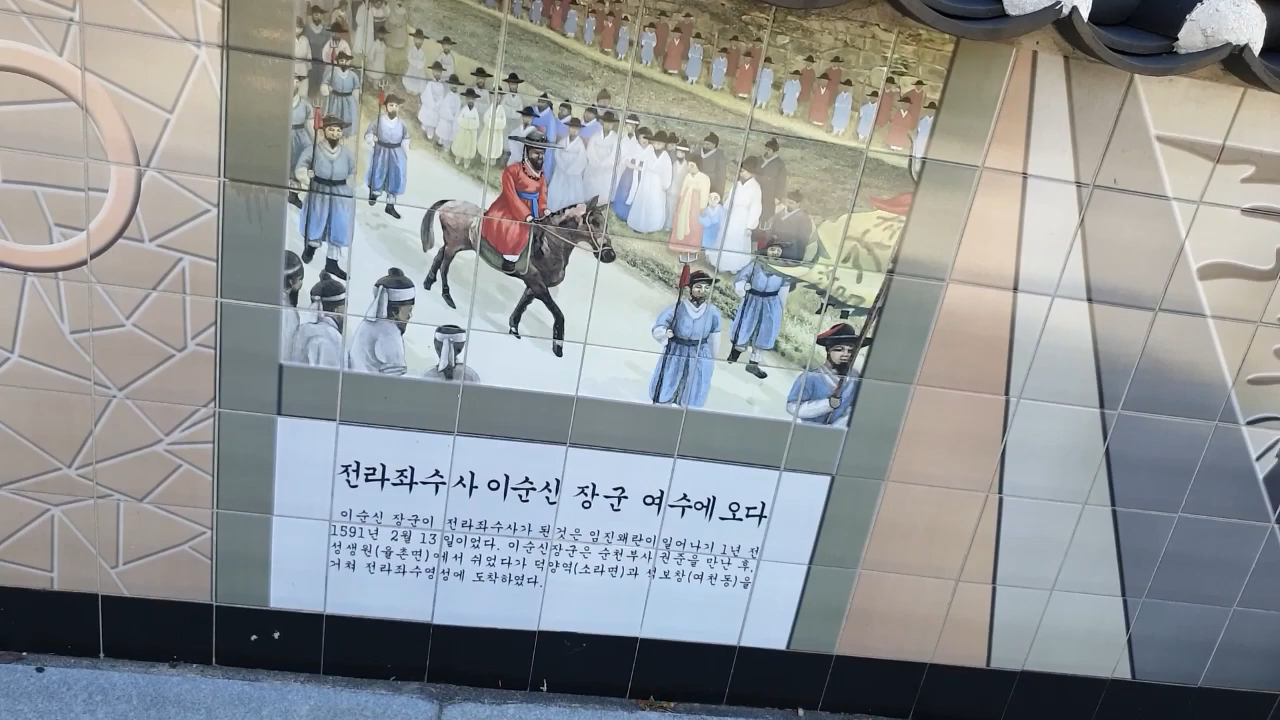 전라좌수사 이순신 장군 여수에 오다
이순신 장군이 전라좌수사가 된 것은 임진왜란이 일어나기 1년 전
1591년 2월 13일이었다. 이순신장군은 순천부사 권준을 만난 후,
성생원(율촌면)에서 쉬었다가 덕양역(소라면)과 석보창(여천동)을
거쳐 전라좌수영성에 도착하였다.